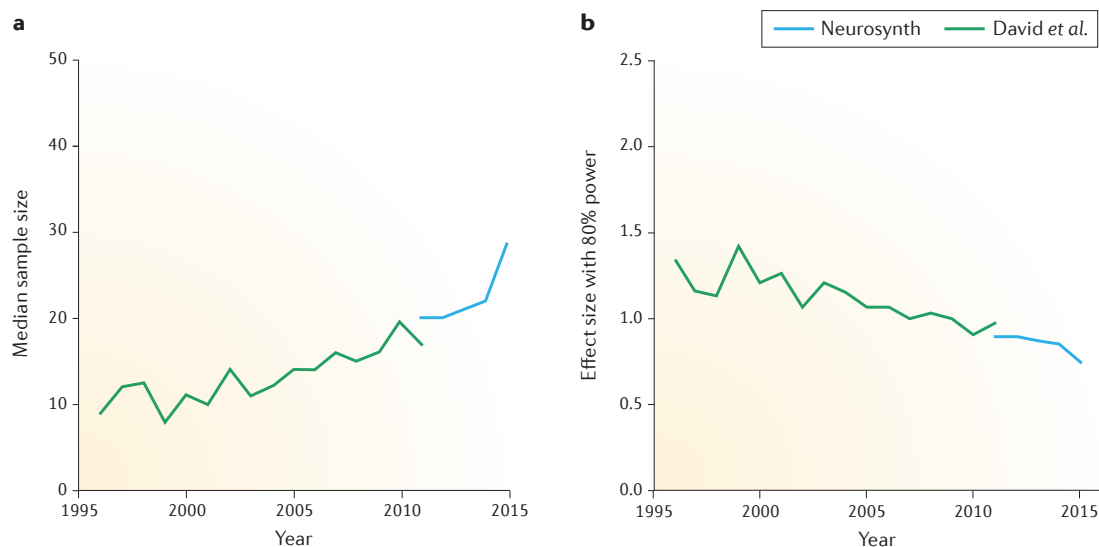 a
50
40
30
20
10
0
Median sample size
1995
2000
2005
2010
2015
Year
b
Neurosynth
David et al.
2.5
2.0
1.5
1.0
0.5
0.0
Effect size with 80% power
1995
2000
2005
2010
2015
Year